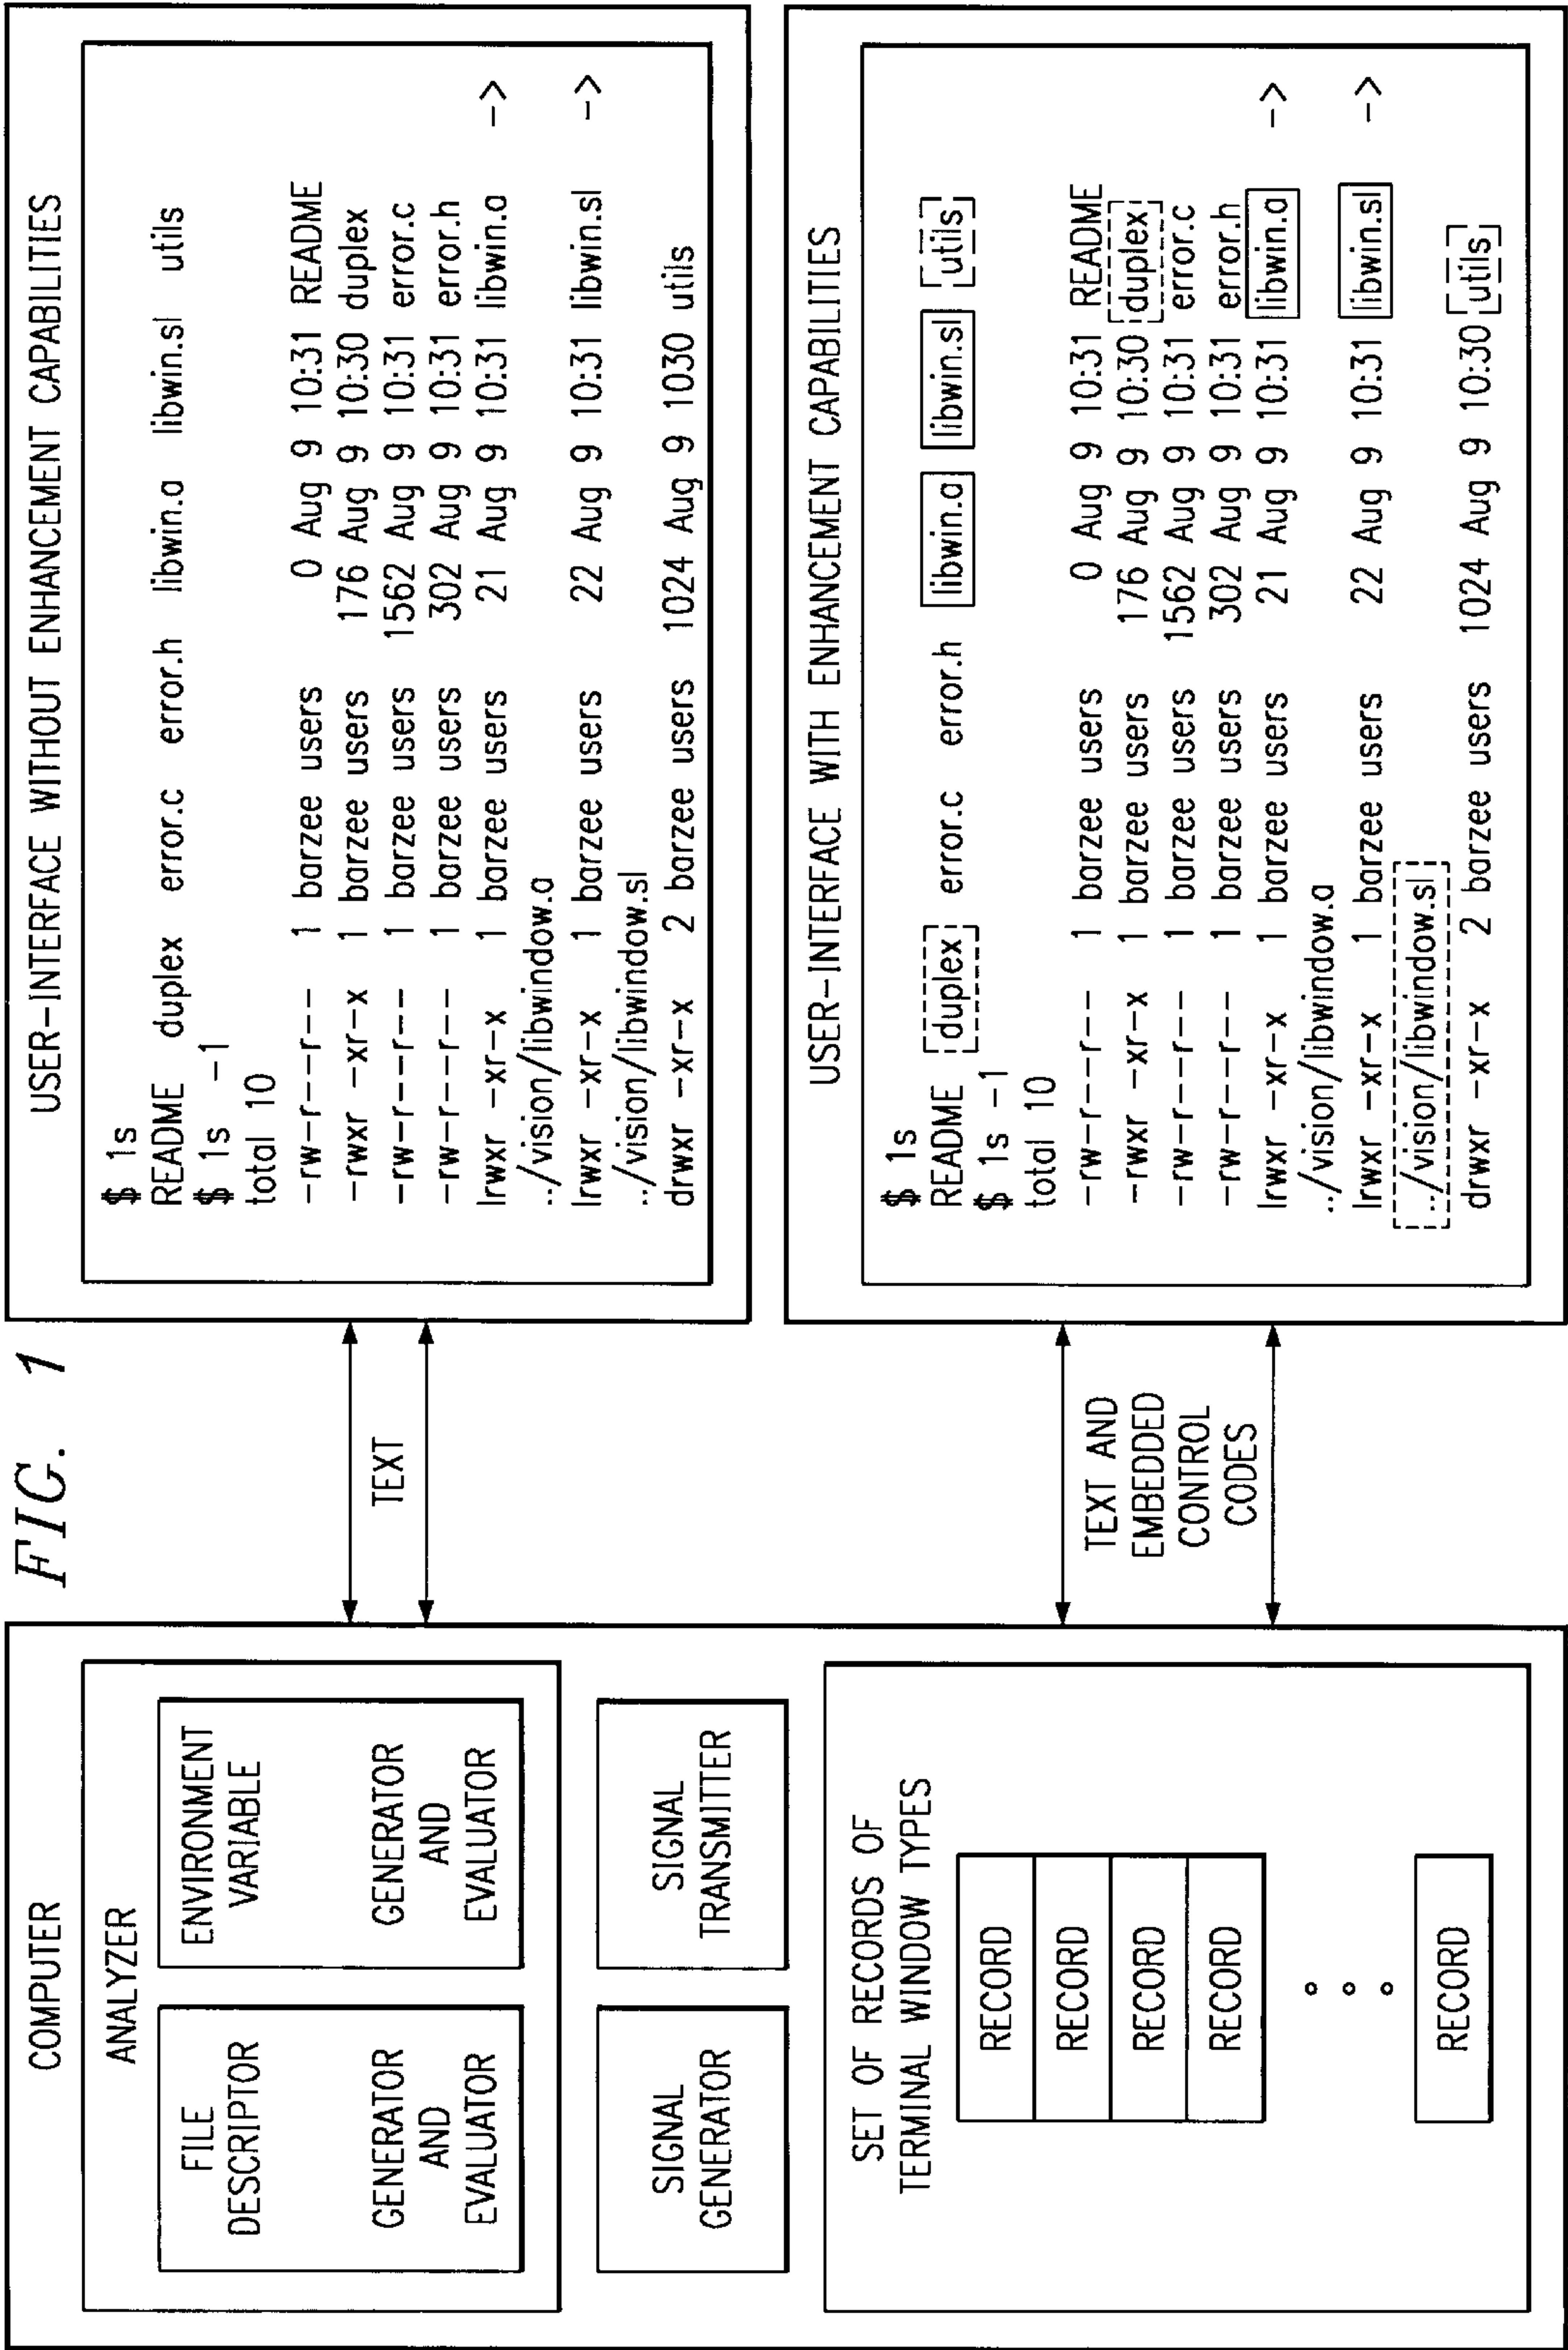 FIG. 1
COMPUTER
ANALYZER
FILE
DESCRIPTOR
GENERATOR
AND
EVALUATOR
ENVIRONMENT
VARIABLE
GENERATOR
AND
EVALUATOR
SIGNAL
GENERATOR
SIGNAL
TRANSMITTER
SET OF RECORDS OF
TERMINAL WINDOW TYPES
RECORD
RECORD
RECORD
RECORD
RECORD
TEXT
TEXT AND
EMBEDDED
CONTROL
CODES
USER-INTERFACE WITHOUT ENHANCEMENT CAPABILITIES
$ 1s
README duplex error.c error.h libwin.a libwin.sl utils
$ 1s -1
total 10
-rw-r---r--- 1 barzee users 0 Aug 9 10:31 README
-rwxr -xr-x 1 barzee users 176 Aug 9 10:30 duplex
-rw-r---r--- 1 barzee users 1562 Aug 9 10:31 error.c
-rw-r---r--- 1 barzee users 302 Aug 9 10:31 error.h
lrwxr -xr-x 1 barzee users 21 Aug 9 10:31 libwin.a ->
../vision/libwindow.a
lrwxr -xr-x 1 barzee users 22 Aug 9 10:31 libwin.sl ->
../vision/libwindow.sl
drwxr -xr-x 2 barzee users 1024 Aug 9 1030 utils
USER-INTERFACE WITH ENHANCEMENT CAPABILITIES
$ 1s
README duplex error.c error.h libwin.a libwin.sl utils
$ 1s -1
total 10
-rw-r---r--- 1 barzee users 0 Aug 9 10:31 README
-rwxr -xr-x 1 barzee users 176 Aug 9 10:30 duplex
-rw-r---r--- 1 barzee users 1562 Aug 9 10:31 error.c
-rw-r---r--- 1 barzee users 302 Aug 9 10:31 error.h
lrwxr -xr-x 1 barzee users 21 Aug 9 10:31 libwin.a ->
../vision/libwindow.a
lrwxr -xr-x 1 barzee users 22 Aug 9 10:31 libwin.sl ->
../vision/libwindow.sl
drwxr -xr-x 2 barzee users 1024 Aug 9 10:30 utils